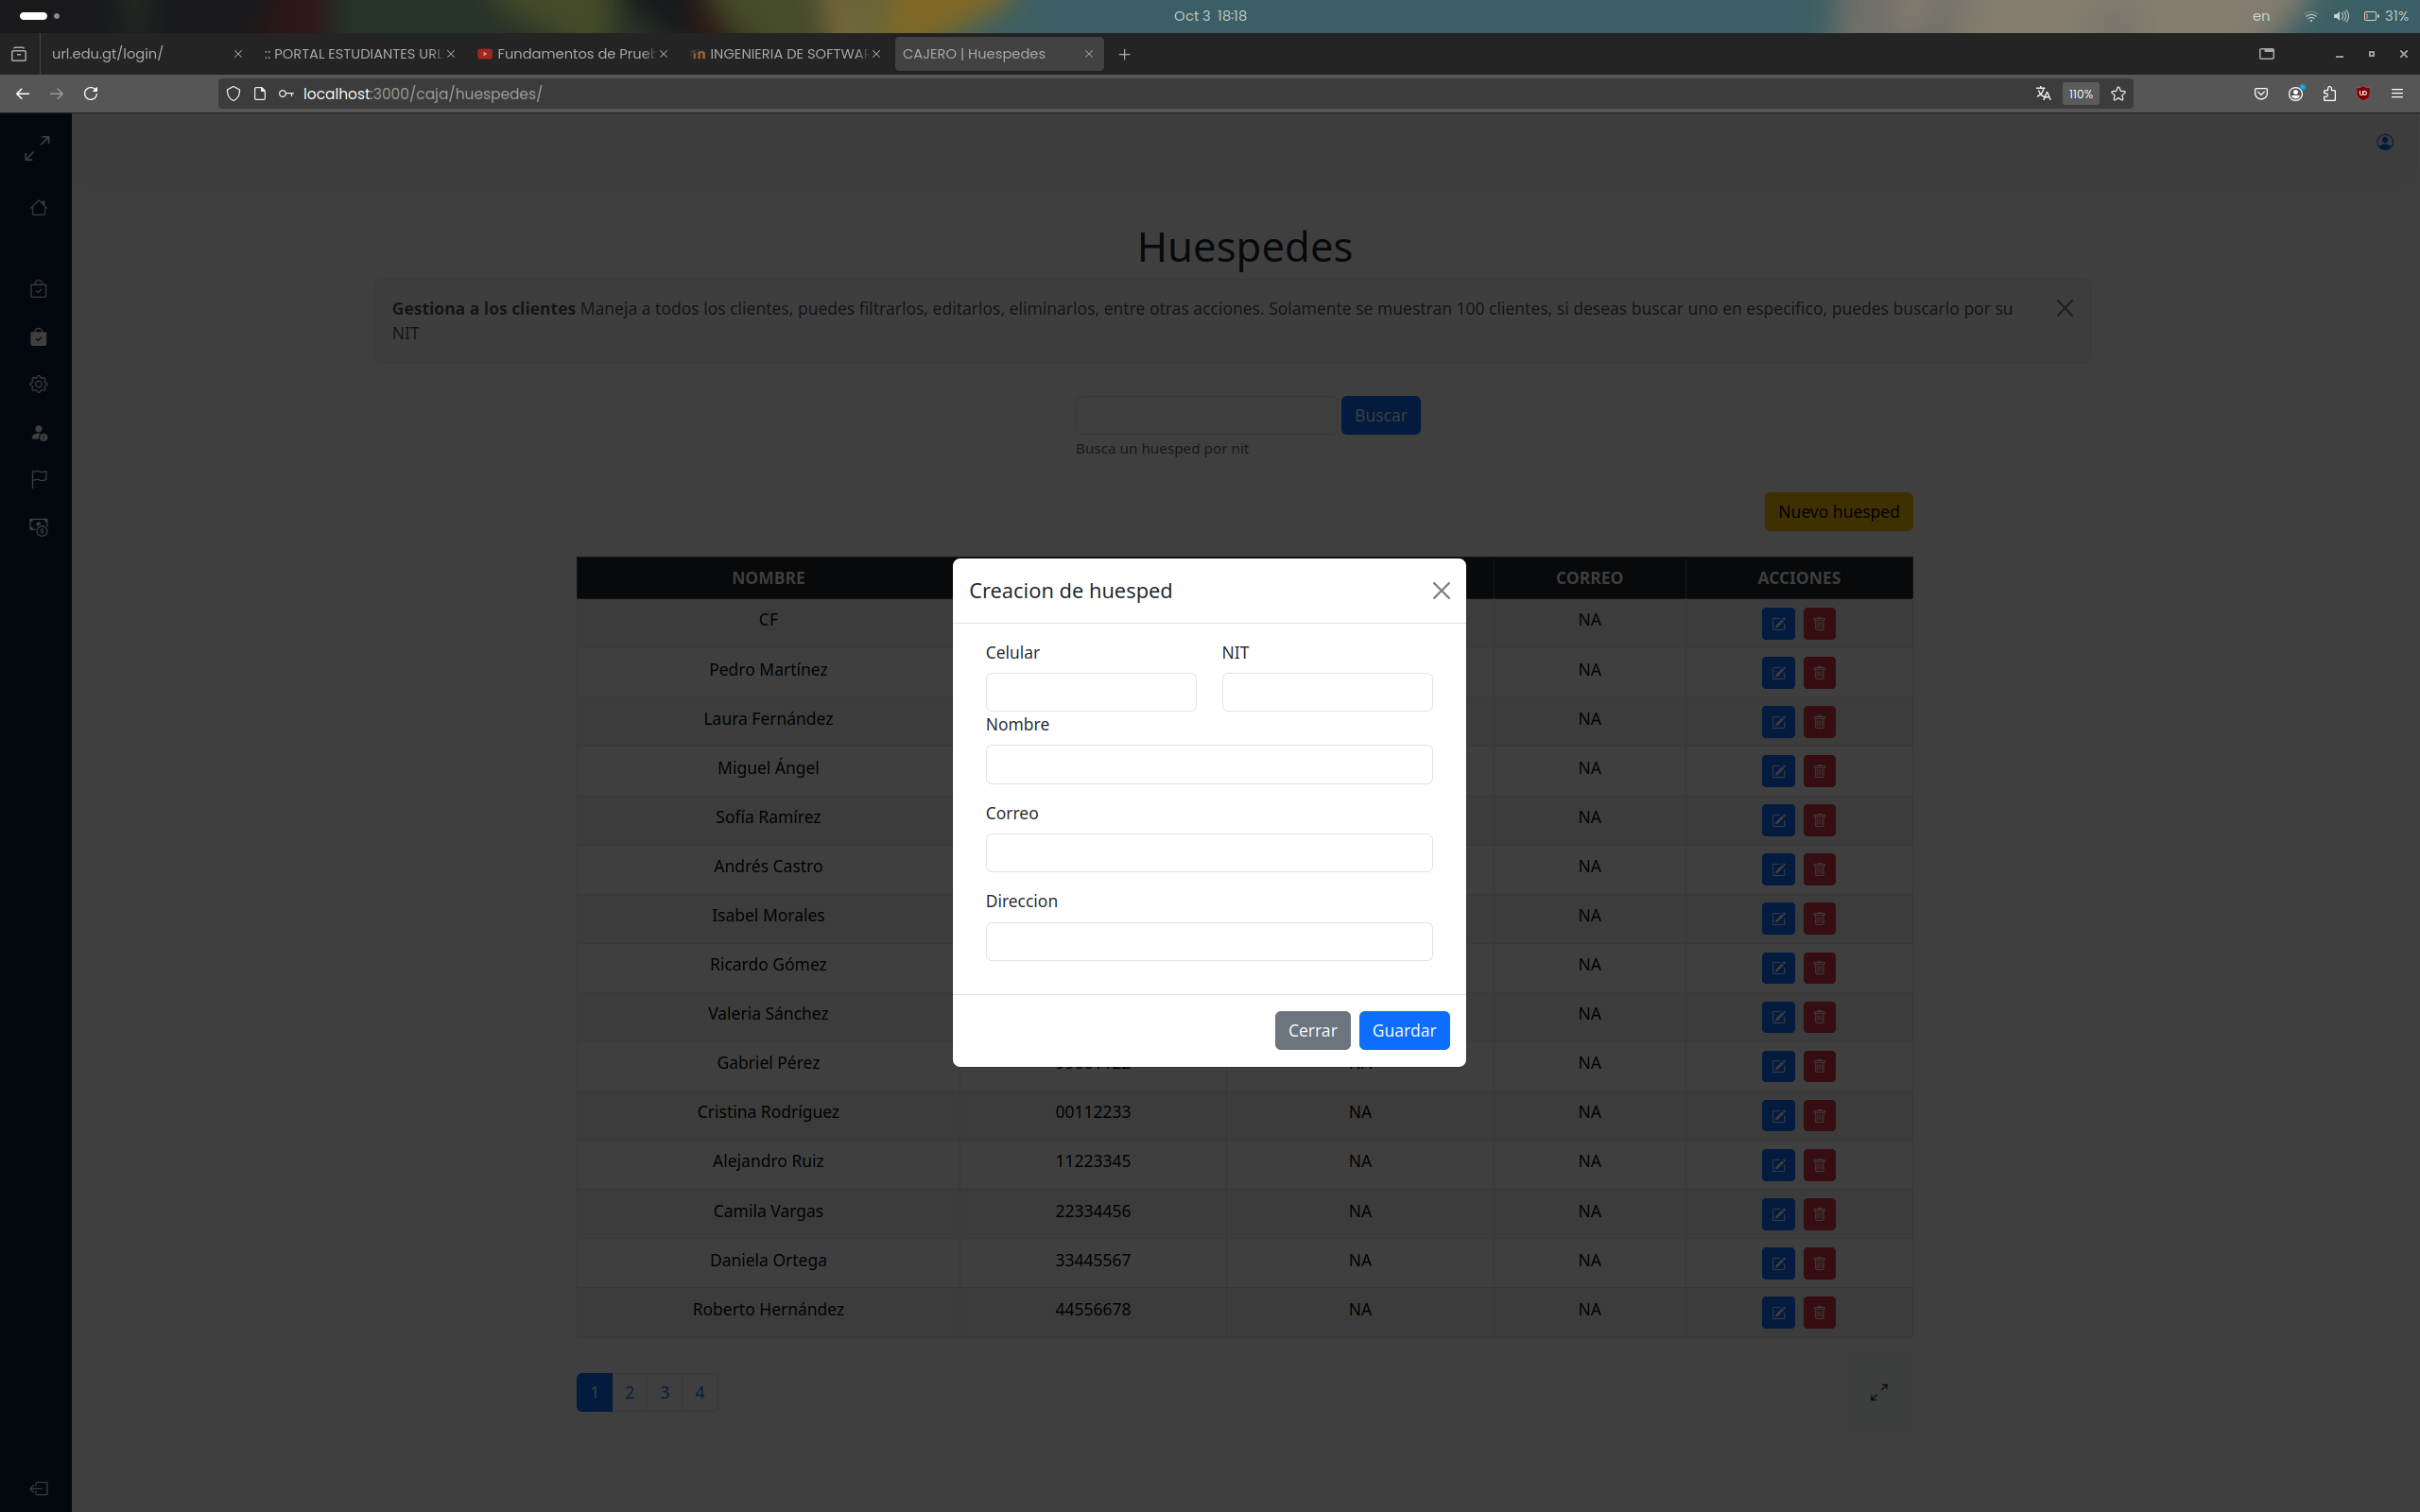 Oct 3 18:18
en
31%
url.edu.gt/login/
:: PORTAL ESTUDIANTES URL
Fundamentos de Prueb
INGENIERIA DE SOFTWAR
CAJERO | Huespedes
localhost:3000/caja/huespedes/
110%
Huespedes
Gestiona a los clientes Maneja a todos los clientes, puedes filtrarlos, editarlos, eliminarlos, entre otras acciones. Solamente se muestran 100 clientes, si deseas buscar uno en especifico, puedes buscarlo por su
NIT
Buscar
Busca un huesped por nit
Nuevo huesped
NOMBRE CORREO ACCIONES
CF NA
Pedro Martínez NA
Laura Fernández NA
Miguel Ángel NA
Sofía Ramírez NA
Andrés Castro NA
Isabel Morales NA
Ricardo Gómez NA
Valeria Sánchez NA
Gabriel Pérez NA
Cristina Rodríguez 00112233 NA NA
Alejandro Ruiz 11223345 NA NA
Camila Vargas 22334456 NA NA
Daniela Ortega 33445567 NA NA
Roberto Hernández 44556678 NA NA
1 2 3 4
Creacion de huesped
Celular NIT
Nombre
Correo
Direccion
Cerrar Guardar